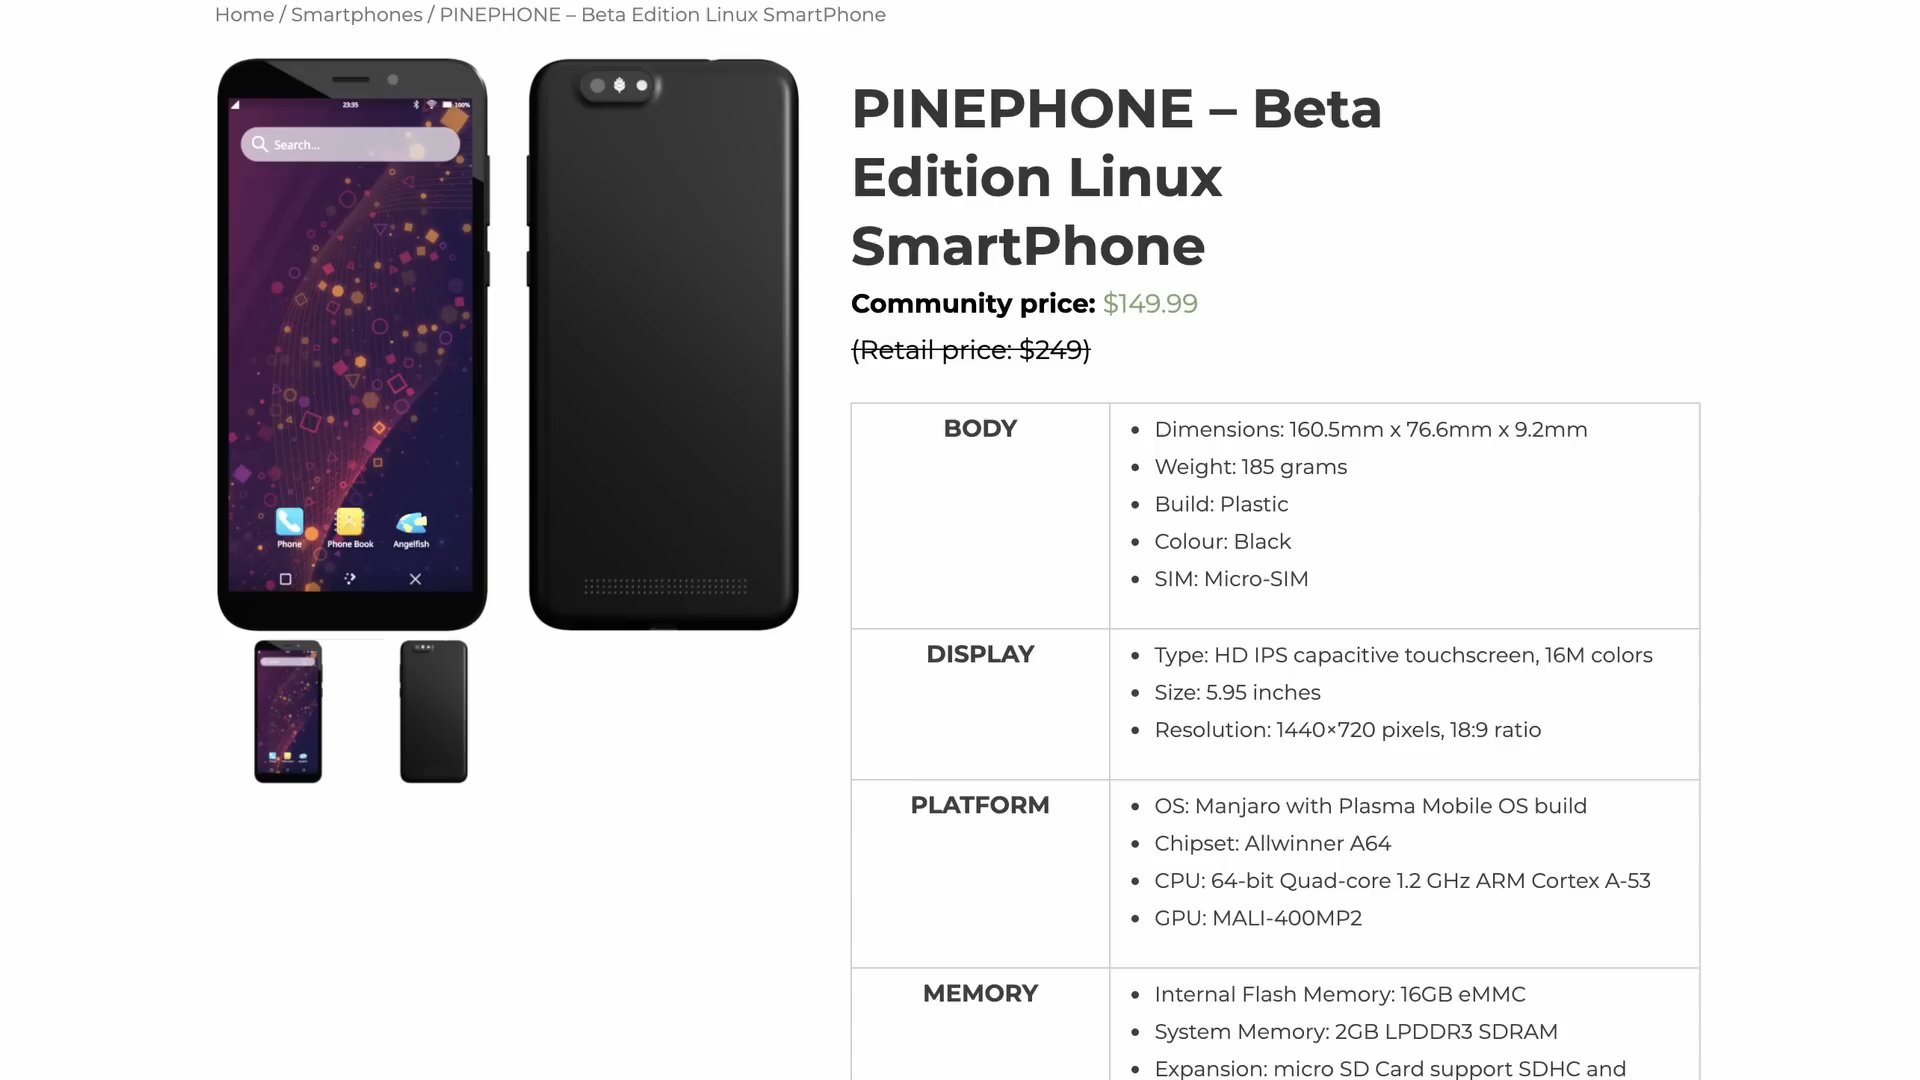 Home / Smartphones / PINEPHONE – Beta Edition Linux SmartPhone
23:35
100%
Search...
Phone
Phone Book
Angelfish
PINEPHONE – Beta
Edition Linux
SmartPhone
Community price: $149.99
(Retail price: $249)
BODY
Dimensions: 160.5mm x 76.6mm x 9.2mm
Weight: 185 grams
Build: Plastic
Colour: Black
SIM: Micro-SIM
DISPLAY
Type: HD IPS capacitive touchscreen, 16M colors
Size: 5.95 inches
Resolution: 1440×720 pixels, 18:9 ratio
PLATFORM
OS: Manjaro with Plasma Mobile OS build
Chipset: Allwinner A64
CPU: 64-bit Quad-core 1.2 GHz ARM Cortex A-53
GPU: MALI-400MP2
MEMORY
Internal Flash Memory: 16GB eMMC
System Memory: 2GB LPDDR3 SDRAM
Expansion: micro SD Card support SDHC and